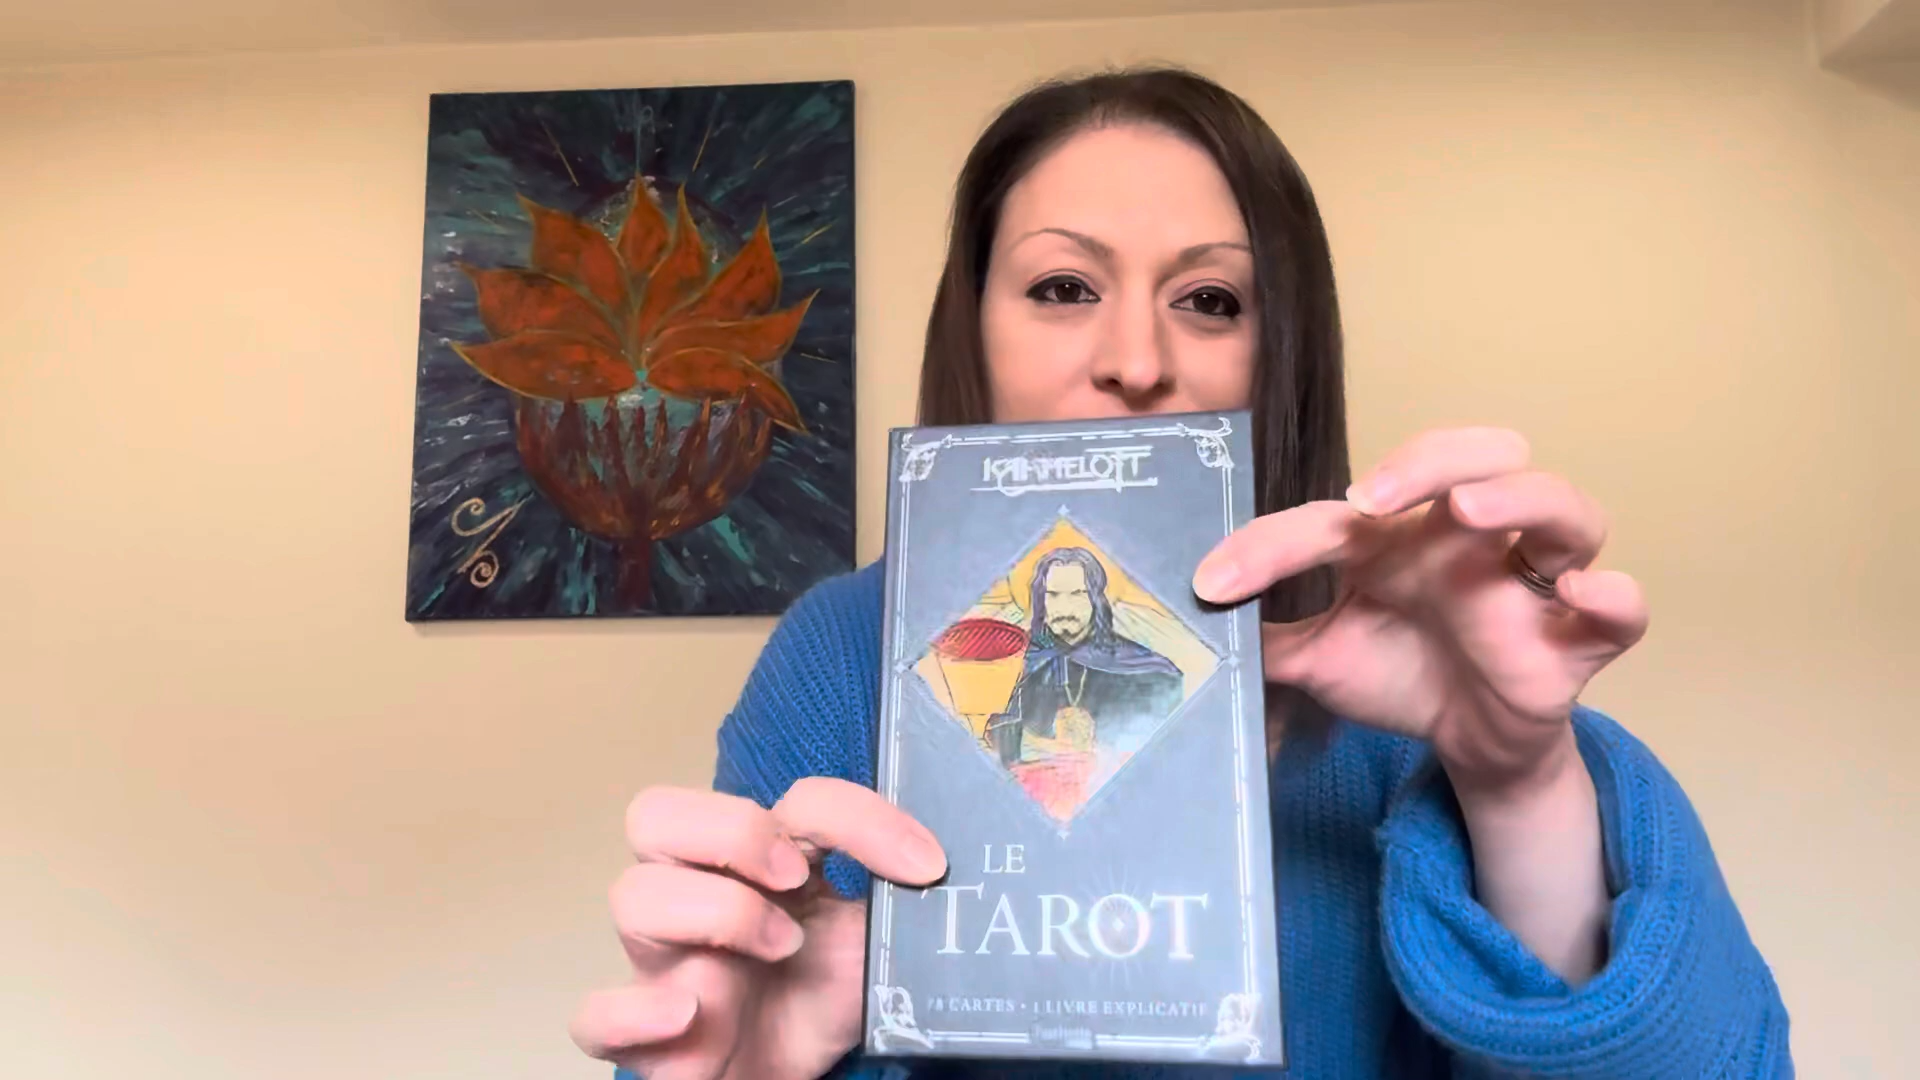 KAAMELOTT
LE
TAROT
78 CARTES • 1 LIVRE EXPLICATIF